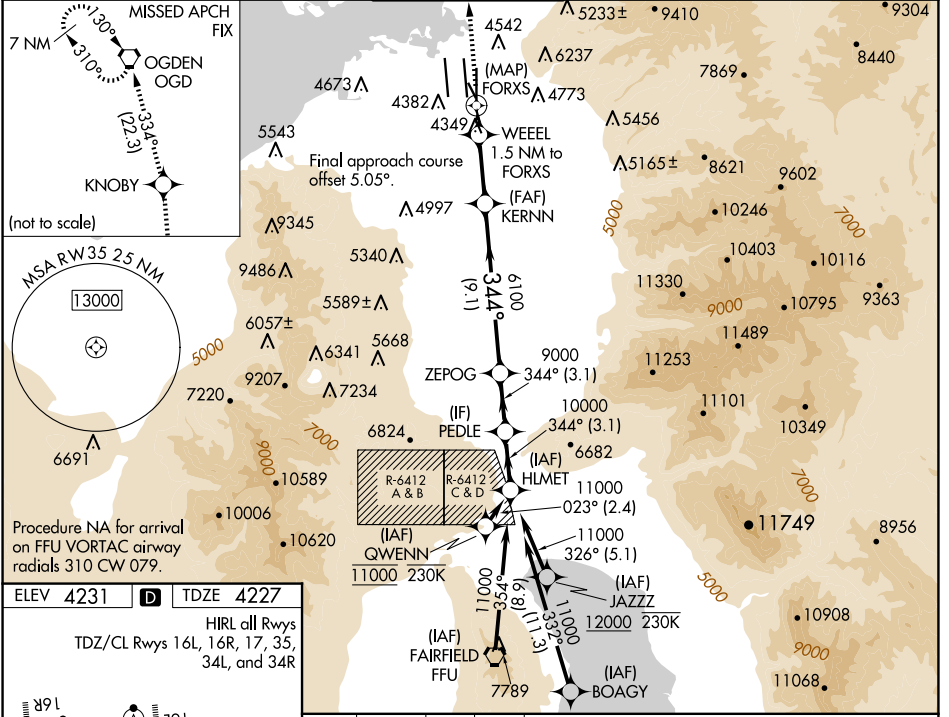 MISSED APCH
FIX
7 NM
130°
310°
OGDEN
OGD
334°
(22.3)
KNOBY
(not to scale)
MSA RW35 25 NM
13000
5233±
9410
9304
4542
6237
8440
(MAP)
FORXS
7869
4673
4382
4773
4349
5456
WEEEL
1.5 NM to
FORXS
5543
Final approach course
offset 5.05°.
5165±
8621
9602
(FAF)
KERNN
4997
10246
5000
7000
9345
10403
5340
10116
9486
344°
(9.1)
6100
11330
9363
5589±
9000
10795
6057±
11489
5668
6341
5000
9000
344° (3.1)
ZEPOG
11253
9207
7234
7220
10000
344° (3.1)
(IF)
PEDLE
11101
10349
7000
6824
6682
(IAF)
HLMET
6691
9000
R-6412
A & B
R-6412
C & D
10589
11000
023° (2.4)
7000
10006
11749
8956
Procedure NA for arrival
on FFU VORTAC airway
radials 310 CW 079.
10620
(IAF)
QWENN
11000 230K
11000
326° (5.1)
(IAF)
JAZZZ
12000 230K
5000
11000
354°
(8.9)
11000
332°
(11.3)
10908
9000
(IAF)
FAIRFIELD
FFU
7789
(IAF)
BOAGY
11068
ELEV 4231
D
TDZE 4227
HIRL all Rwys
TDZ/CL Rwys 16L, 16R, 17, 35,
34L, and 34R
16R
A